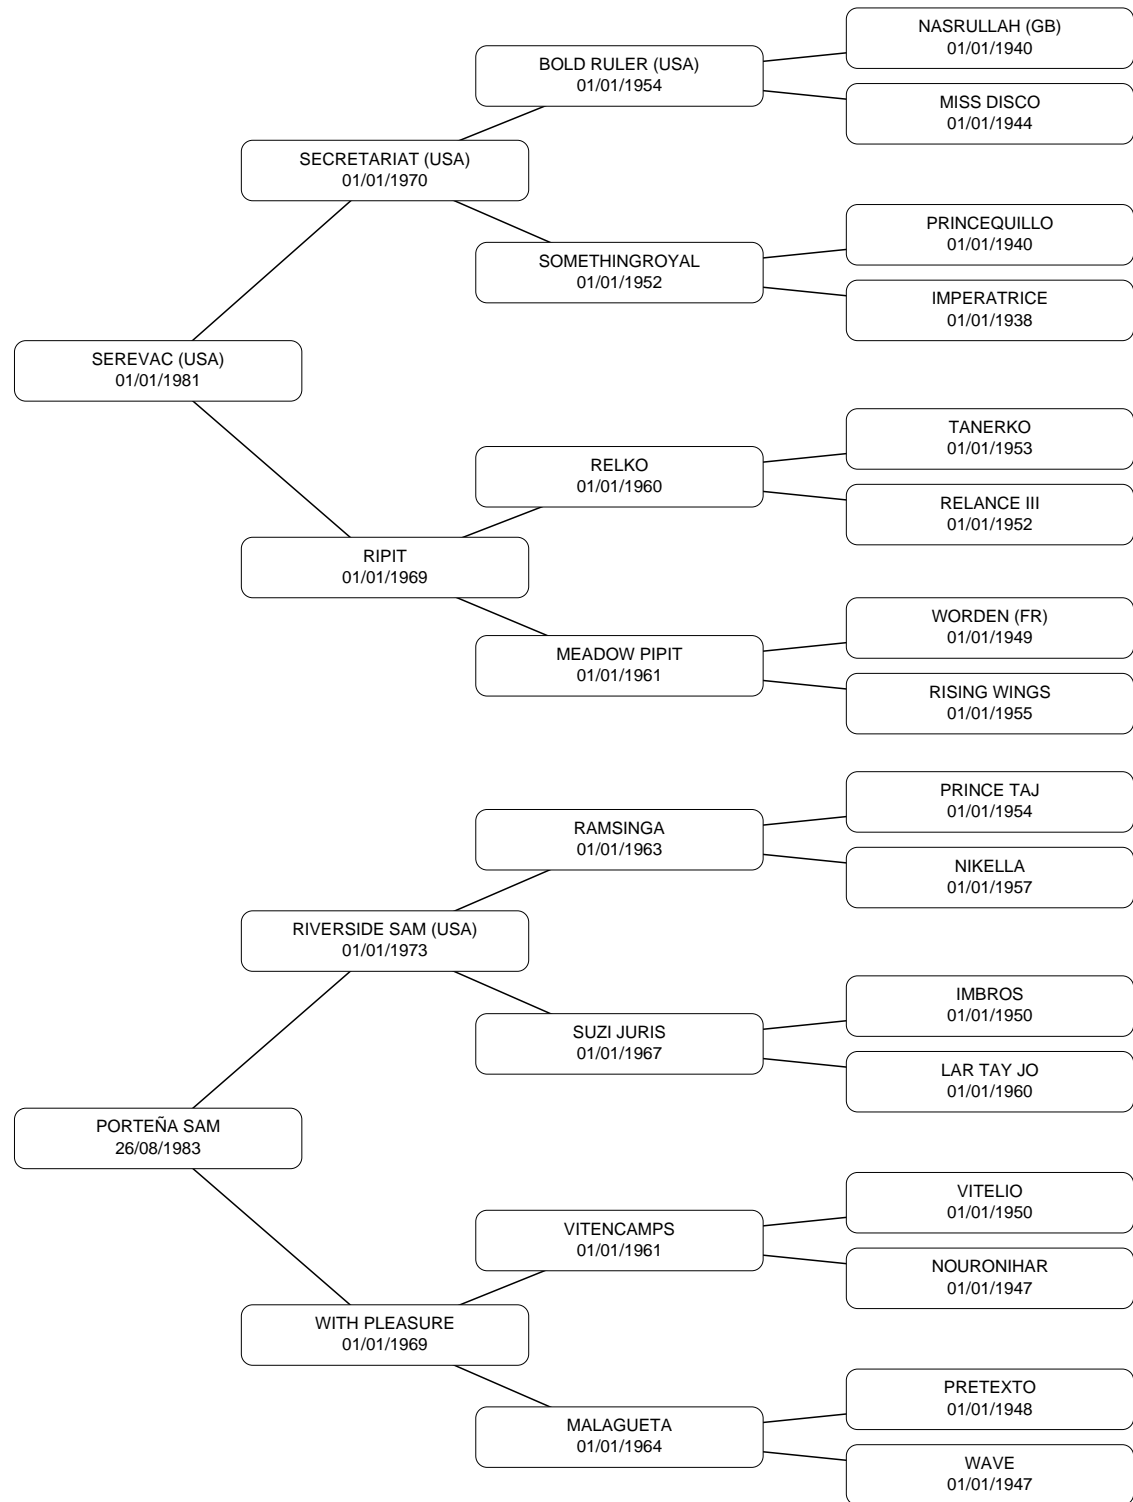 NASRULLAH (GB)
01/01/1940
BOLD RULER (USA)
01/01/1954
MISS DISCO
01/01/1944
SECRETARIAT (USA)
01/01/1970
PRINCEQUILLO
01/01/1940
SOMETHINGROYAL
01/01/1952
IMPERATRICE
01/01/1938
SEREVAC (USA)
01/01/1981
TANERKO
01/01/1953
RELKO
01/01/1960
RELANCE III
01/01/1952
RIPIT
01/01/1969
WORDEN (FR)
01/01/1949
MEADOW PIPIT
01/01/1961
RISING WINGS
01/01/1955
PRINCE TAJ
01/01/1954
RAMSINGA
01/01/1963
NIKELLA
01/01/1957
RIVERSIDE SAM (USA)
01/01/1973
IMBROS
01/01/1950
SUZI JURIS
01/01/1967
LAR TAY JO
01/01/1960
PORTEÑA SAM
26/08/1983
VITELIO
01/01/1950
VITENCAMPS
01/01/1961
NOURONIHAR
01/01/1947
WITH PLEASURE
01/01/1969
PRETEXTO
01/01/1948
MALAGUETA
01/01/1964
WAVE
01/01/1947